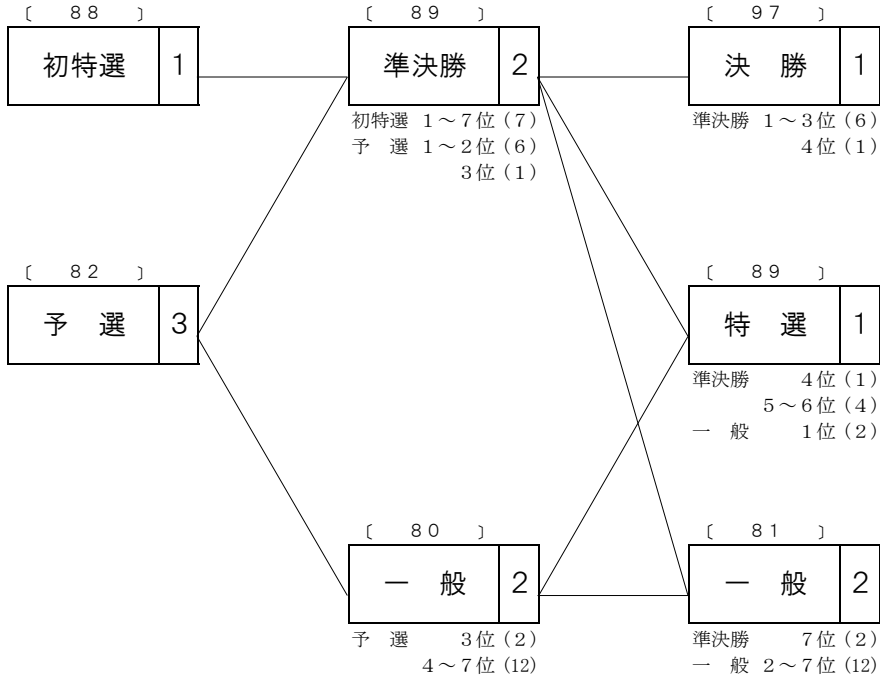 〔 88 〕
初特選 1
〔 82 〕
予 選 3
〔 89 〕
準決勝 2
初特選 1～7位 (7)
予 選 1～2位 (6)
3位 (1)
〔 80 〕
一 般 2
予 選 3位 (2)
4～7位 (12)
〔 97 〕
決 勝 1
準決勝 1～3位 (6)
4位 (1)
〔 89 〕
特 選 1
準決勝 4位 (1)
5～6位 (4)
一 般 1位 (2)
〔 81 〕
一 般 2
準決勝 7位 (2)
一 般 2～7位 (12)